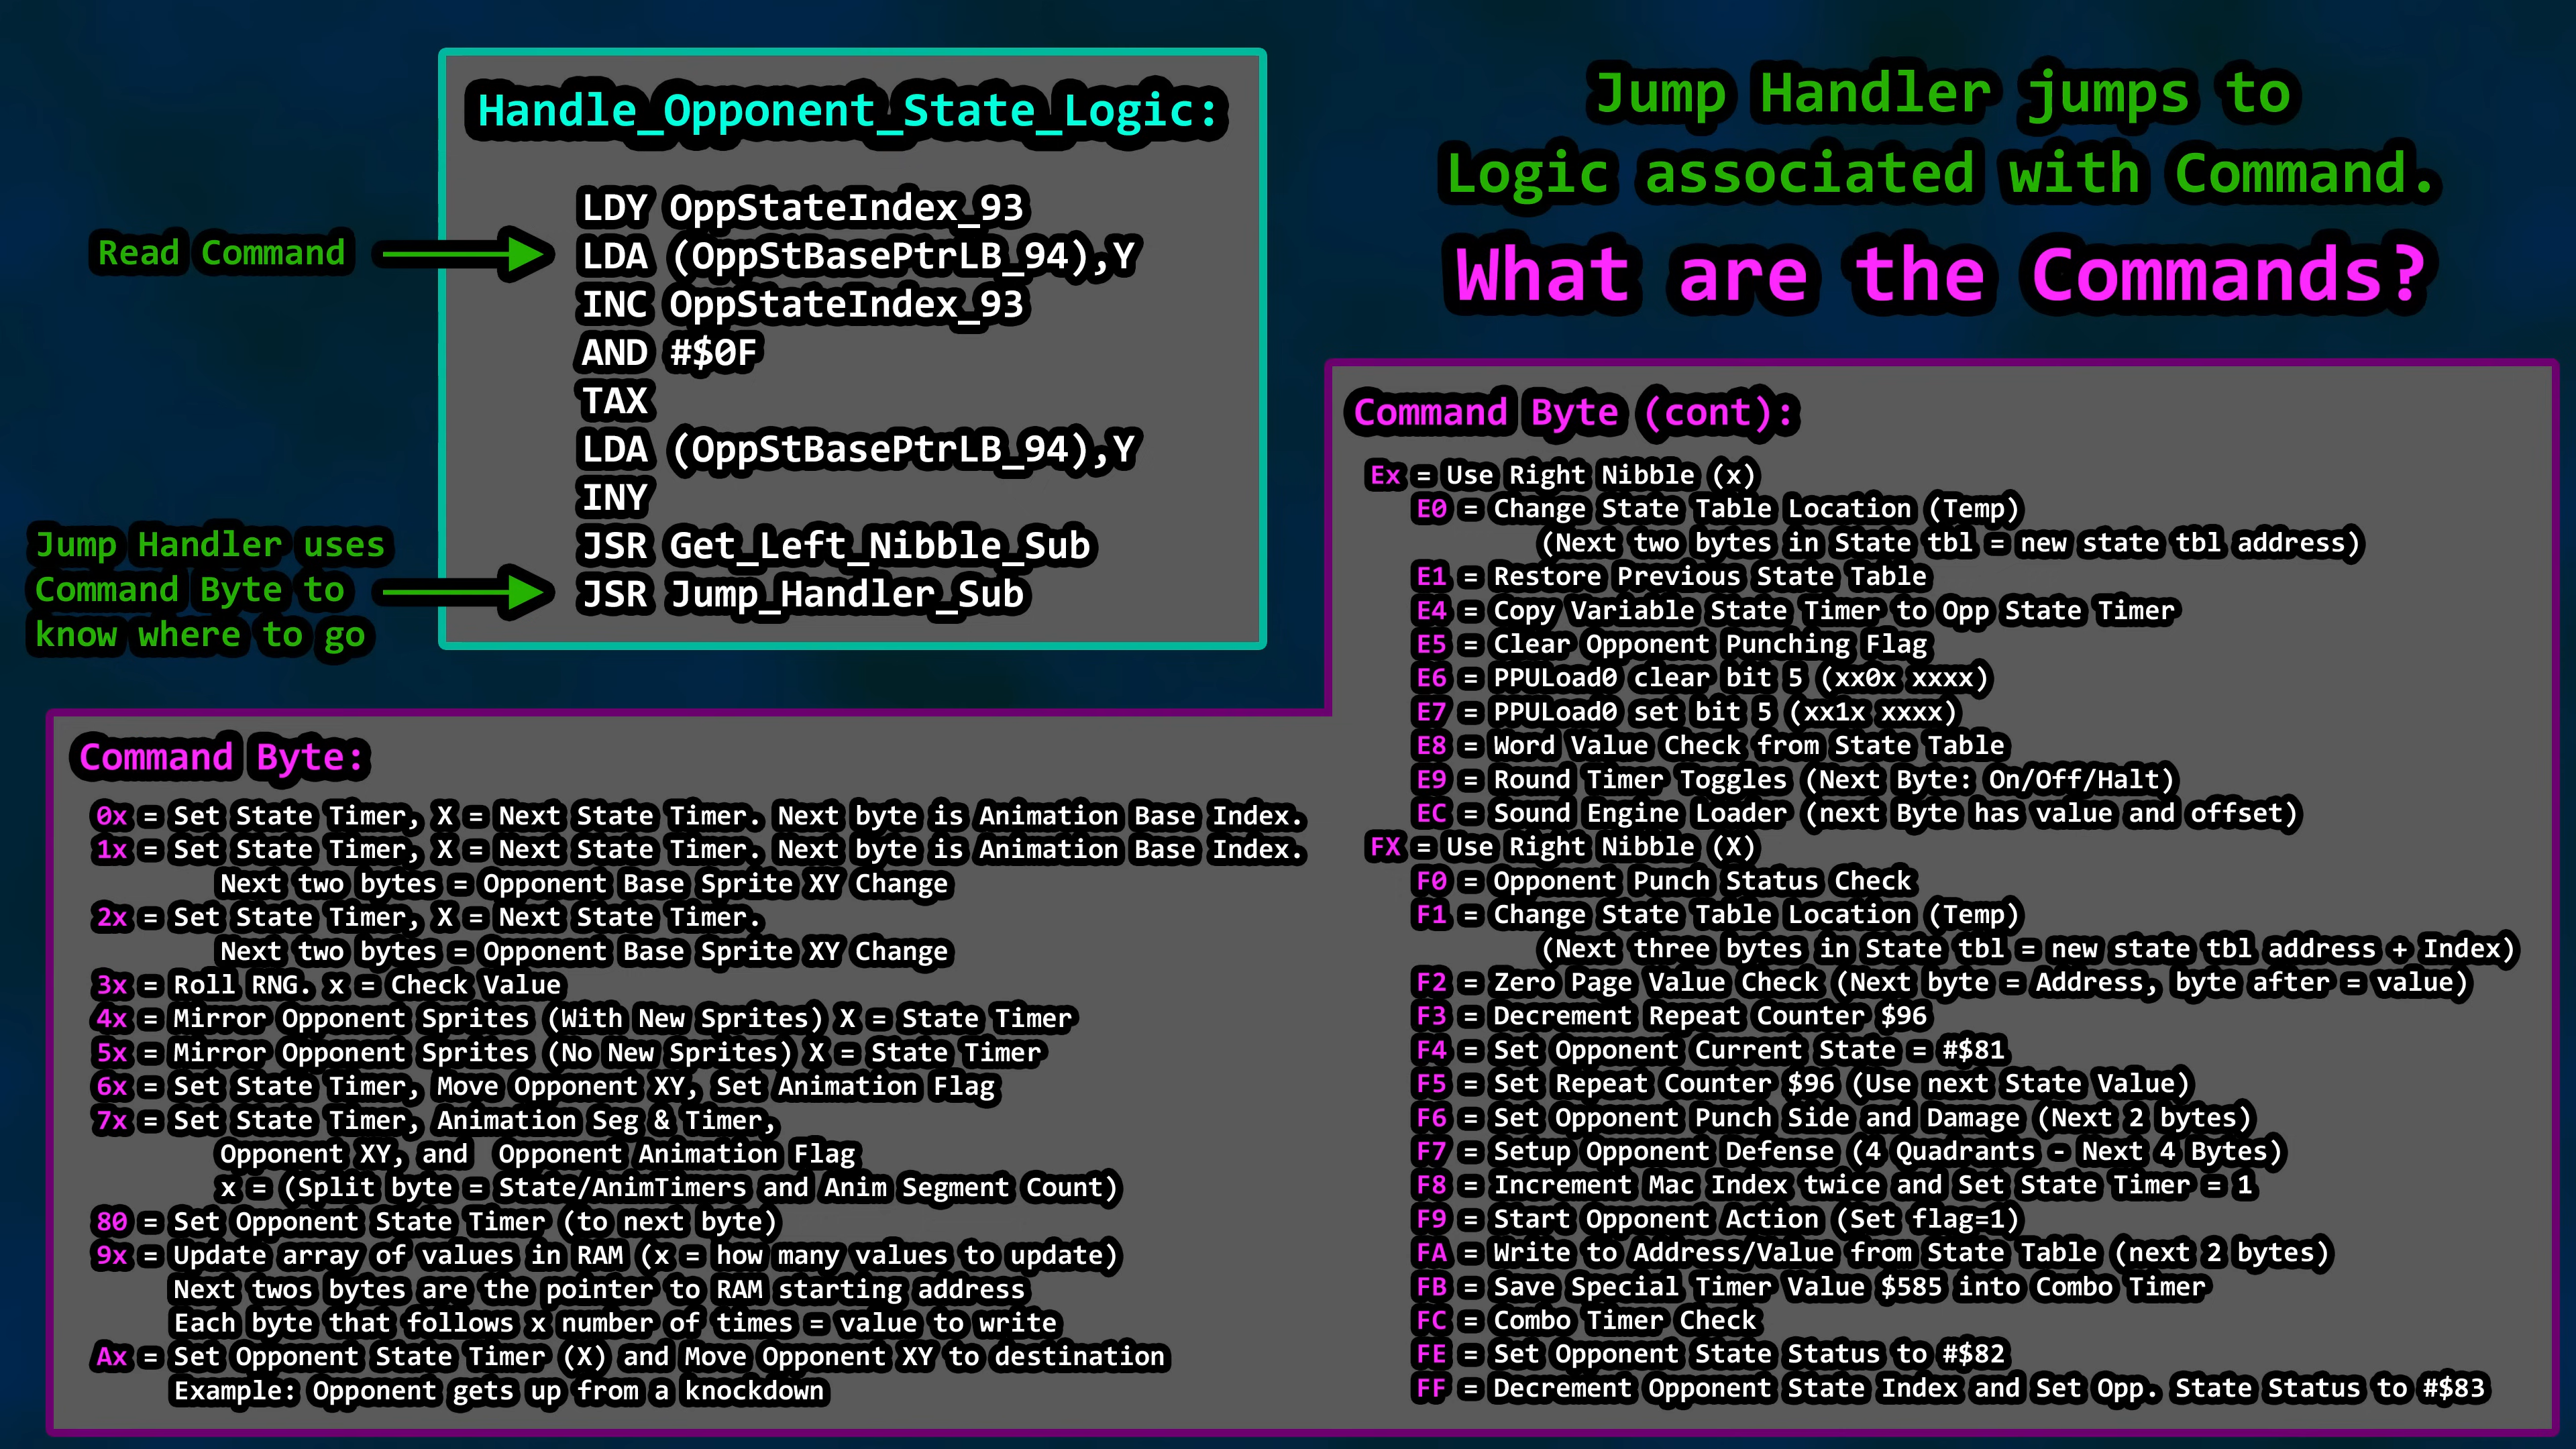 Handle_Opponent_State_Logic:
LDY OppStateIndex_93
Read Command
LDA (OppStBasePtrLB_94),Y
INC OppStateIndex_93
AND #$0F
TAX
LDA (OppStBasePtrLB_94),Y
INY
JSR Get_Left_Nibble_Sub
JSR Jump_Handler_Sub
Jump Handler uses
Command Byte to
know where to go
Jump Handler jumps to
Logic associated with Command.
What are the Commands?
Command Byte:
0x = Set State Timer, X = Next State Timer. Next byte is Animation Base Index.
1x = Set State Timer, X = Next State Timer. Next byte is Animation Base Index.
Next two bytes = Opponent Base Sprite XY Change
2x = Set State Timer, X = Next State Timer.
Next two bytes = Opponent Base Sprite XY Change
3x = Roll RNG. x = Check Value
4x = Mirror Opponent Sprites (With New Sprites) X = State Timer
5x = Mirror Opponent Sprites (No New Sprites) X = State Timer
6x = Set State Timer, Move Opponent XY, Set Animation Flag
7x = Set State Timer, Animation Seg & Timer,
Opponent XY, and Opponent Animation Flag
x = (Split byte = State/AnimTimers and Anim Segment Count)
80 = Set Opponent State Timer (to next byte)
9x = Update array of values in RAM (x = how many values to update)
Next twos bytes are the pointer to RAM starting address
Each byte that follows x number of times = value to write
Ax = Set Opponent State Timer (X) and Move Opponent XY to destination
Example: Opponent gets up from a knockdown
Command Byte (cont):
Ex = Use Right Nibble (x)
E0 = Change State Table Location (Temp)
(Next two bytes in State tbl = new state tbl address)
E1 = Restore Previous State Table
E4 = Copy Variable State Timer to Opp State Timer
E5 = Clear Opponent Punching Flag
E6 = PPULoad0 clear bit 5 (xx0x xxxx)
E7 = PPULoad0 set bit 5 (xx1x xxxx)
E8 = Word Value Check from State Table
E9 = Round Timer Toggles (Next Byte: On/Off/Halt)
EC = Sound Engine Loader (next Byte has value and offset)
FX = Use Right Nibble (X)
F0 = Opponent Punch Status Check
F1 = Change State Table Location (Temp)
(Next three bytes in State tbl = new state tbl address + Index)
F2 = Zero Page Value Check (Next byte = Address, byte after = value)
F3 = Decrement Repeat Counter $96
F4 = Set Opponent Current State = #$81
F5 = Set Repeat Counter $96 (Use next State Value)
F6 = Set Opponent Punch Side and Damage (Next 2 bytes)
F7 = Setup Opponent Defense (4 Quadrants - Next 4 Bytes)
F8 = Increment Mac Index twice and Set State Timer = 1
F9 = Start Opponent Action (Set flag=1)
FA = Write to Address/Value from State Table (next 2 bytes)
FB = Save Special Timer Value $585 into Combo Timer
FC = Combo Timer Check
FE = Set Opponent State Status to #$82
FF = Decrement Opponent State Index and Set Opp. State Status to #$83